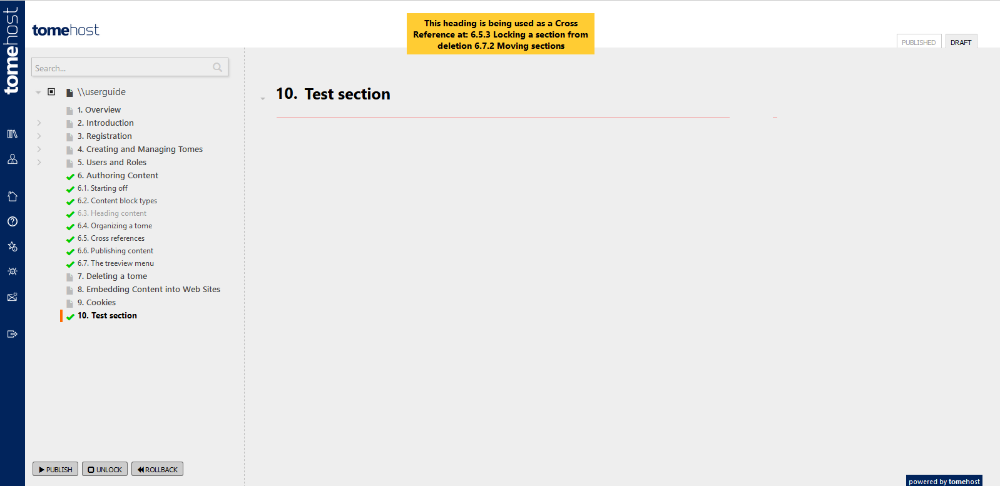 tomehost
tomehost
This heading is being used as a Cross
Reference at: 6.5.3 Locking a section from
deletion 6.7.2 Moving sections
PUBLISHED
DRAFT
Search...
\\userguide
1. Overview
2. Introduction
3. Registration
4. Creating and Managing Tomes
5. Users and Roles
6. Authoring Content
6.1. Starting off
6.2. Content block types
6.3. Heading content
6.4. Organizing a tome
6.5. Cross references
6.6. Publishing content
6.7. The treeview menu
7. Deleting a tome
8. Embedding Content into Web Sites
9. Cookies
10. Test section
10. Test section
PUBLISH
UNLOCK
ROLLBACK
powered by tomehost